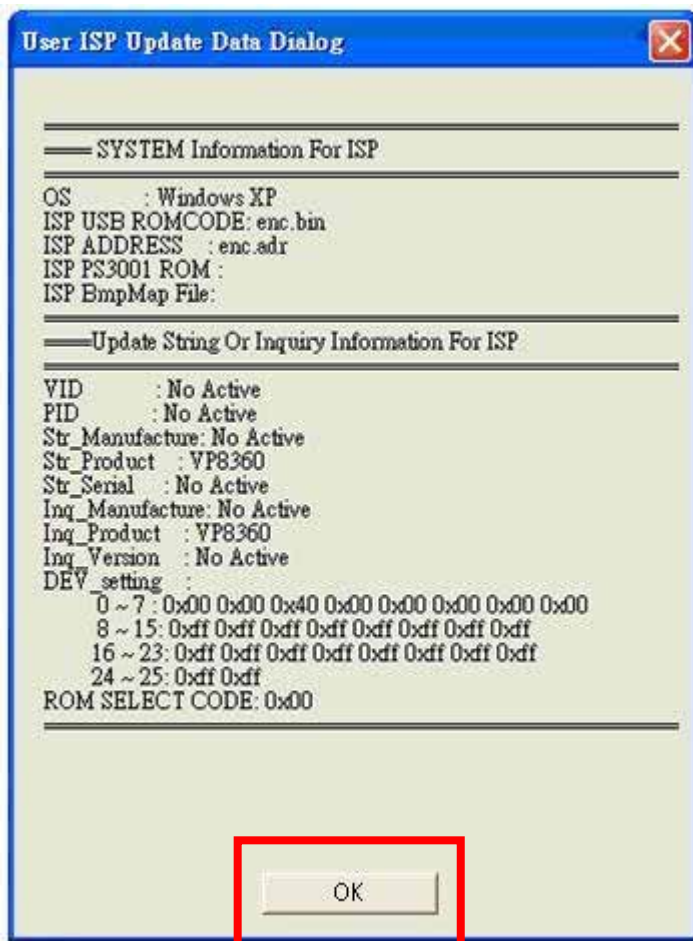 User ISP Update Data Dialog
SYSTEM Information For ISP
OS : Windows XP
ISP USB ROMCODE: enc.bin
ISP ADDRESS : enc.adr
ISP PS3001 ROM :
ISP BmpMap File:
Update String Or Inquiry Information For ISP
VID : No Active
PID : No Active
Str_Manufacture: No Active
Str_Product : VP8360
Str_Serial : No Active
Inq_Manufacture: No Active
Inq_Product : VP8360
Inq_Version : No Active
DEV_setting :
0 ~ 7 : 0x00 0x00 0x40 0x00 0x00 0x00 0x00 0x00
8 ~ 15: 0xff 0xff 0xff 0xff 0xff 0xff 0xff 0xff
16 ~ 23: 0xff 0xff 0xff 0xff 0xff 0xff 0xff 0xff
24 ~ 25: 0xff 0xff
ROM SELECT CODE: 0x00
OK